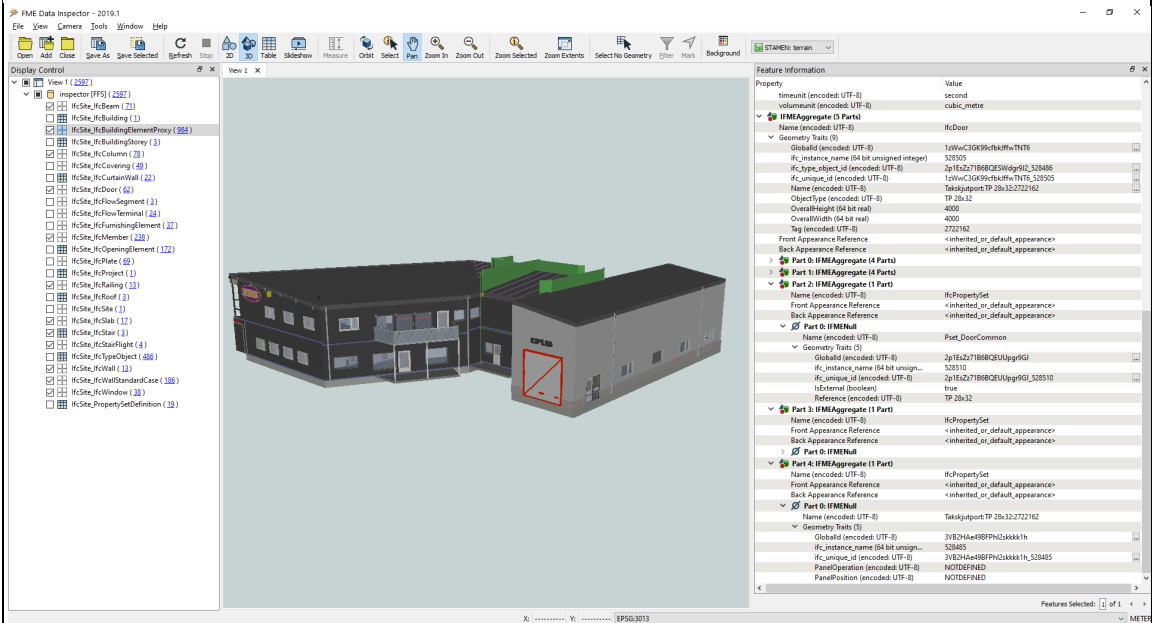 FME Data Inspector - 2019.1
File View Camera Tools Window Help
Open Add Close Save As Save Selected Refresh Stop 2D 3D Table Slideshow Measure Orbit Select Pan Zoom In Zoom Out Zoom Selected Zoom Extents Select No Geometry Filter Mark Background STAMEN: terrain
Display Control
View 1 (2597)
inspector [FFS] (2597)
IfcSite_IfcBeam (71)
IfcSite_IfcBuilding (1)
IfcSite_IfcBuildingElementProxy (984)
IfcSite_IfcBuildingStorey (3)
IfcSite_IfcColumn (78)
IfcSite_IfcCovering (49)
IfcSite_IfcCurtainWall (22)
IfcSite_IfcDoor (62)
IfcSite_IfcFlowSegment (3)
IfcSite_IfcFlowTerminal (24)
IfcSite_IfcFurnishingElement (37)
IfcSite_IfcMember (238)
IfcSite_IfcOpeningElement (172)
IfcSite_IfcPlate (69)
IfcSite_IfcProject (1)
IfcSite_IfcRailing (13)
IfcSite_IfcRoof (3)
IfcSite_IfcSite (1)
IfcSite_IfcSlab (17)
IfcSite_IfcStair (3)
IfcSite_IfcStairFlight (4)
IfcSite_IfcTypeObject (486)
IfcSite_IfcWall (13)
IfcSite_IfcWallStandardCase (186)
IfcSite_IfcWindow (38)
IfcSite_PropertySetDefinition (19)
View 1
Feature Information
Property Value
timeunit (encoded: UTF-8) second
volumeunit (encoded: UTF-8) cubic_metre
IFMEAggregate (5 Parts)
Name (encoded: UTF-8) IfcDoor
Geometry Traits (9)
GlobalId (encoded: UTF-8) 1zWwC3GK99cfbkJffwTNT6 ...
ifc_instance_name (64 bit unsigned integer) 528505
ifc_type_object_id (encoded: UTF-8) 2p1EsZz71B6BQESWdgr9J2_528486 ...
ifc_unique_id (encoded: UTF-8) 1zWwC3GK99cfbkJffwTNT6_528505 ...
Name (encoded: UTF-8) Takskjutport:TP 28x32:2722162 ...
ObjectType (encoded: UTF-8) TP 28x32
OverallHeight (64 bit real) 4000
OverallWidth (64 bit real) 4000
Tag (encoded: UTF-8) 2722162
Front Appearance Reference <inherited_or_default_appearance>
Back Appearance Reference <inherited_or_default_appearance>
Part 0: IFMEAggregate (4 Parts)
Part 1: IFMEAggregate (4 Parts)
Part 2: IFMEAggregate (1 Part)
Name (encoded: UTF-8) IfcPropertySet
Front Appearance Reference <inherited_or_default_appearance>
Back Appearance Reference <inherited_or_default_appearance>
Part 0: IFMENull
Name (encoded: UTF-8) Pset_DoorCommon
Geometry Traits (5)
GlobalId (encoded: UTF-8) 2p1EsZz71B6BQEUUpgr9GJ ...
ifc_instance_name (64 bit unsign... 528510
ifc_unique_id (encoded: UTF-8) 2p1EsZz71B6BQEUUpgr9GJ_528510 ...
IsExternal (boolean) true
Reference (encoded: UTF-8) TP 28x32
Part 3: IFMEAggregate (1 Part)
Name (encoded: UTF-8) IfcPropertySet
Front Appearance Reference <inherited_or_default_appearance>
Back Appearance Reference <inherited_or_default_appearance>
Part 0: IFMENull
Part 4: IFMEAggregate (1 Part)
Name (encoded: UTF-8) IfcPropertySet
Front Appearance Reference <inherited_or_default_appearance>
Back Appearance Reference <inherited_or_default_appearance>
Part 0: IFMENull
Name (encoded: UTF-8) Takskjutport:TP 28x32:2722162
Geometry Traits (5)
GlobalId (encoded: UTF-8) 3VB2HAe49BFPhI2skkkk1h ...
ifc_instance_name (64 bit unsign... 528485
ifc_unique_id (encoded: UTF-8) 3VB2HAe49BFPhI2skkkk1h_528485 ...
PanelOperation (encoded: UTF-8) NOTDEFINED
PanelPosition (encoded: UTF-8) NOTDEFINED
Features Selected: 1 of 1
X: ---------- Y: ---------- EPSG:3013 METER